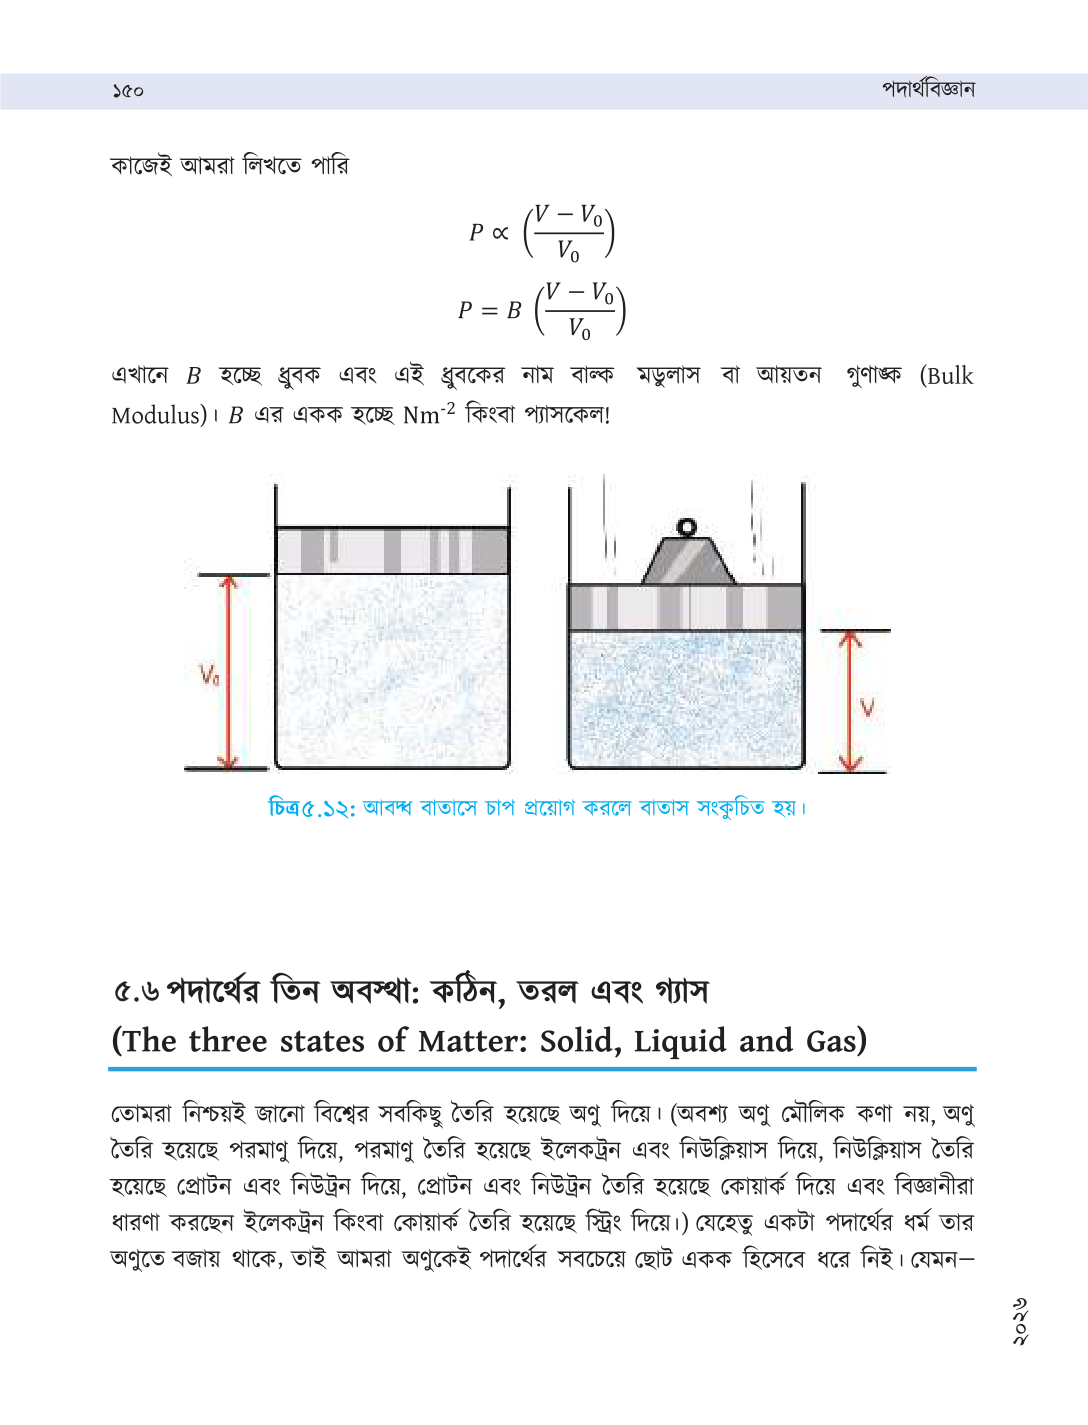 ১৫০
পদার্থবিজ্ঞান
কাজেই আমরা লিখতে পারি
P ∝ ((V − V₀)/V₀)
P = B ((V − V₀)/V₀)
এখানে B হচ্ছে ধ্রুবক এবং এই ধ্রুবকের নাম বাল্ক মডুলাস বা আয়তন গুণাঙ্ক (Bulk
Modulus)। B এর একক হচ্ছে Nm⁻² কিংবা প্যাসকেল!
V₀
V
চিত্র৫.১২: আবদ্ধ বাতাসে চাপ প্রয়োগ করলে বাতাস সংকুচিত হয়।
৫.৬ পদার্থের তিন অবস্থা: কঠিন, তরল এবং গ্যাস
(The three states of Matter: Solid, Liquid and Gas)
তোমরা নিশ্চয়ই জানো বিশ্বের সবকিছু তৈরি হয়েছে অণু দিয়ে। (অবশ্য অণু মৌলিক কণা নয়, অণু
তৈরি হয়েছে পরমাণু দিয়ে, পরমাণু তৈরি হয়েছে ইলেকট্রন এবং নিউক্লিয়াস দিয়ে, নিউক্লিয়াস তৈরি
হয়েছে প্রোটন এবং নিউট্রন দিয়ে, প্রোটন এবং নিউট্রন তৈরি হয়েছে কোয়ার্ক দিয়ে এবং বিজ্ঞানীরা
ধারণা করছেন ইলেকট্রন কিংবা কোয়ার্ক তৈরি হয়েছে স্ট্রিং দিয়ে।) যেহেতু একটা পদার্থের ধর্ম তার
অণুতে বজায় থাকে, তাই আমরা অণুকেই পদার্থের সবচেয়ে ছোট একক হিসেবে ধরে নিই। যেমন—
২০২৬